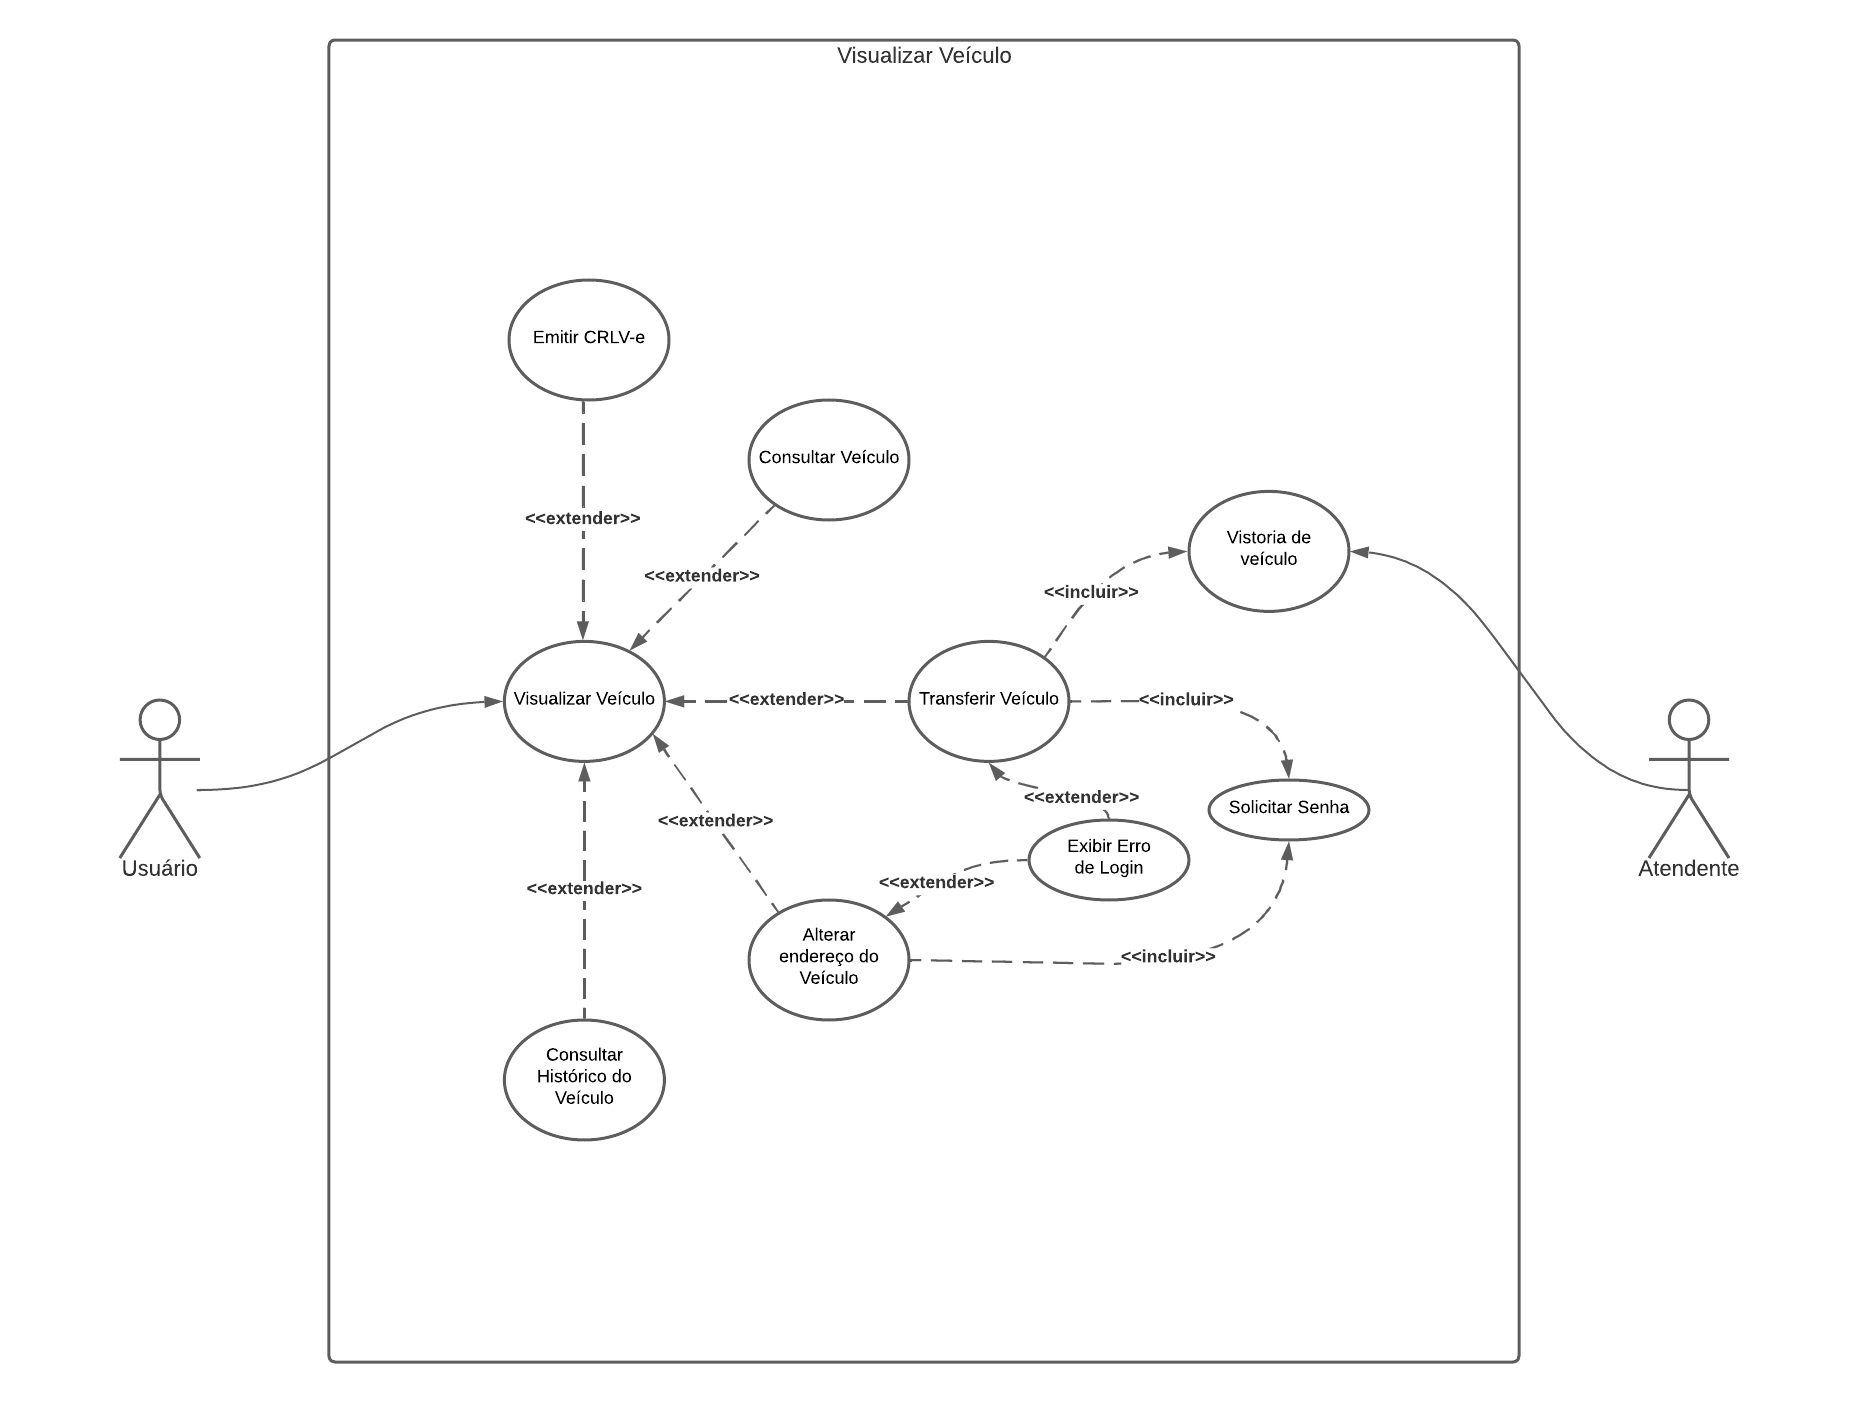 Visualizar Veículo
Emitir CRLV-e
Consultar Veículo
<<extender>>
Vistoria de
veículo
<<extender>>
<<incluir>>
Visualizar Veículo
<<extender>>
Transferir Veículo
<<incluir>>
<<extender>>
Solicitar Senha
<<extender>>
Exibir Erro
de Login
Usuário
Atendente
<<extender>>
<<extender>>
Alterar
endereço do
Veículo
<<incluir>>
Consultar
Histórico do
Veículo